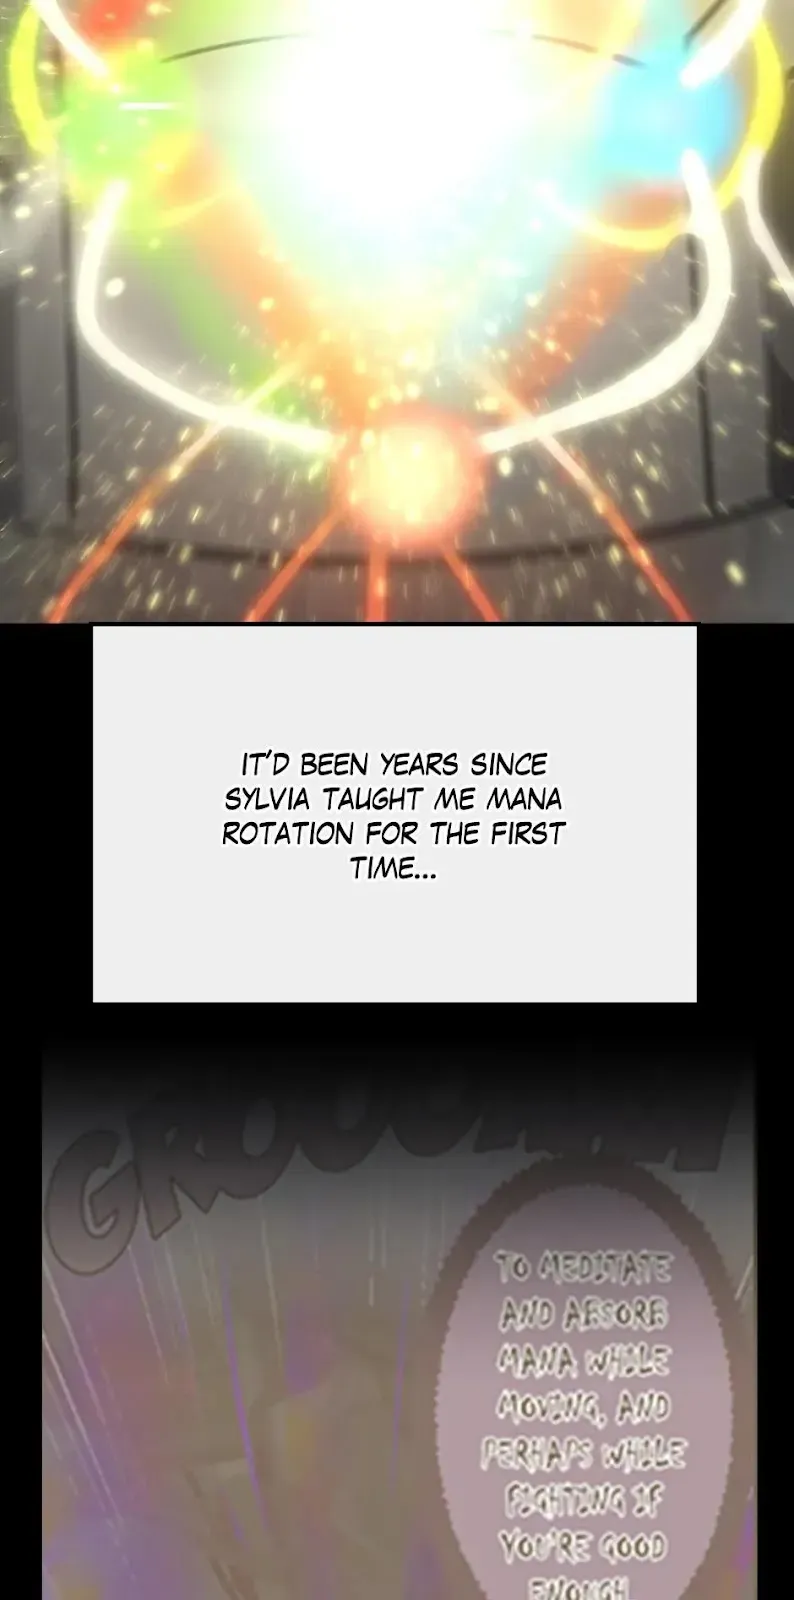 IT'D BEEN YEARS SINCE
SYLVIA TAUGHT ME MANA
ROTATION FOR THE FIRST
TIME...
TO MEDITATE
AND ABSORB
MANA WHILE
MOVING, AND
PERHAPS WHILE
FIGHTING IF
YOU'RE GOOD
ENOUGH